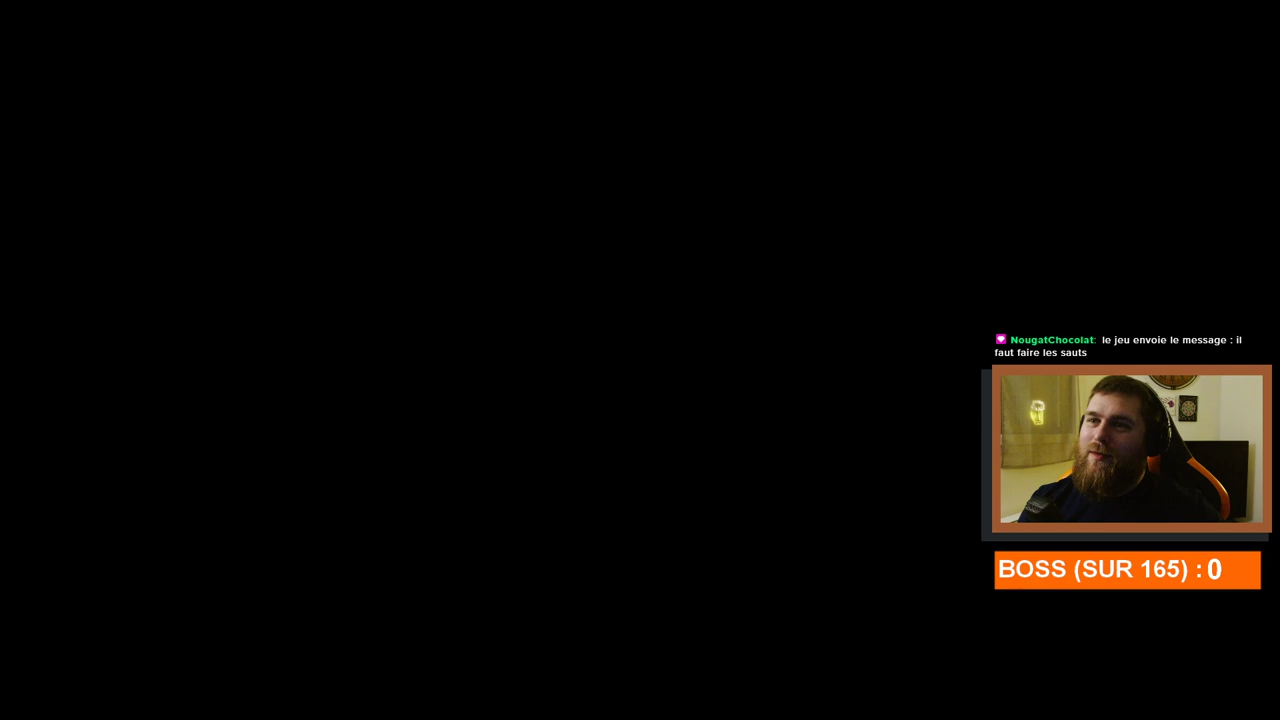 NougatChocolat: le jeu envoie le message : il
faut faire les sauts
BOSS (SUR 165) : 0